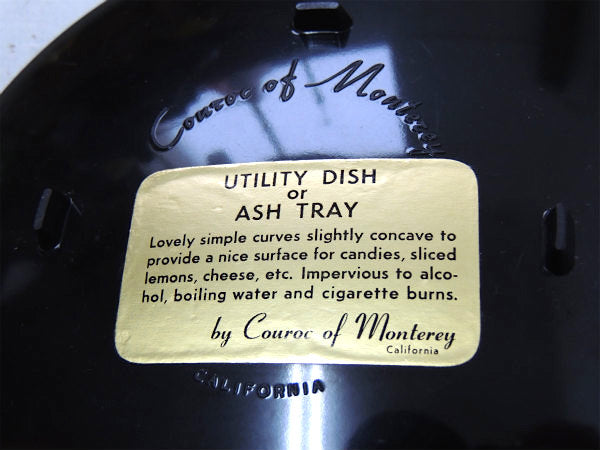 Couroc of Monterey
UTILITY DISH
or
ASH TRAY
Lovely simple curves slightly concave to
provide a nice surface for candies, sliced
lemons, cheese, etc. Impervious to alco-
hol, boiling water and cigarette burns.
by Couroc of Monterey
California
CALIFORNIA